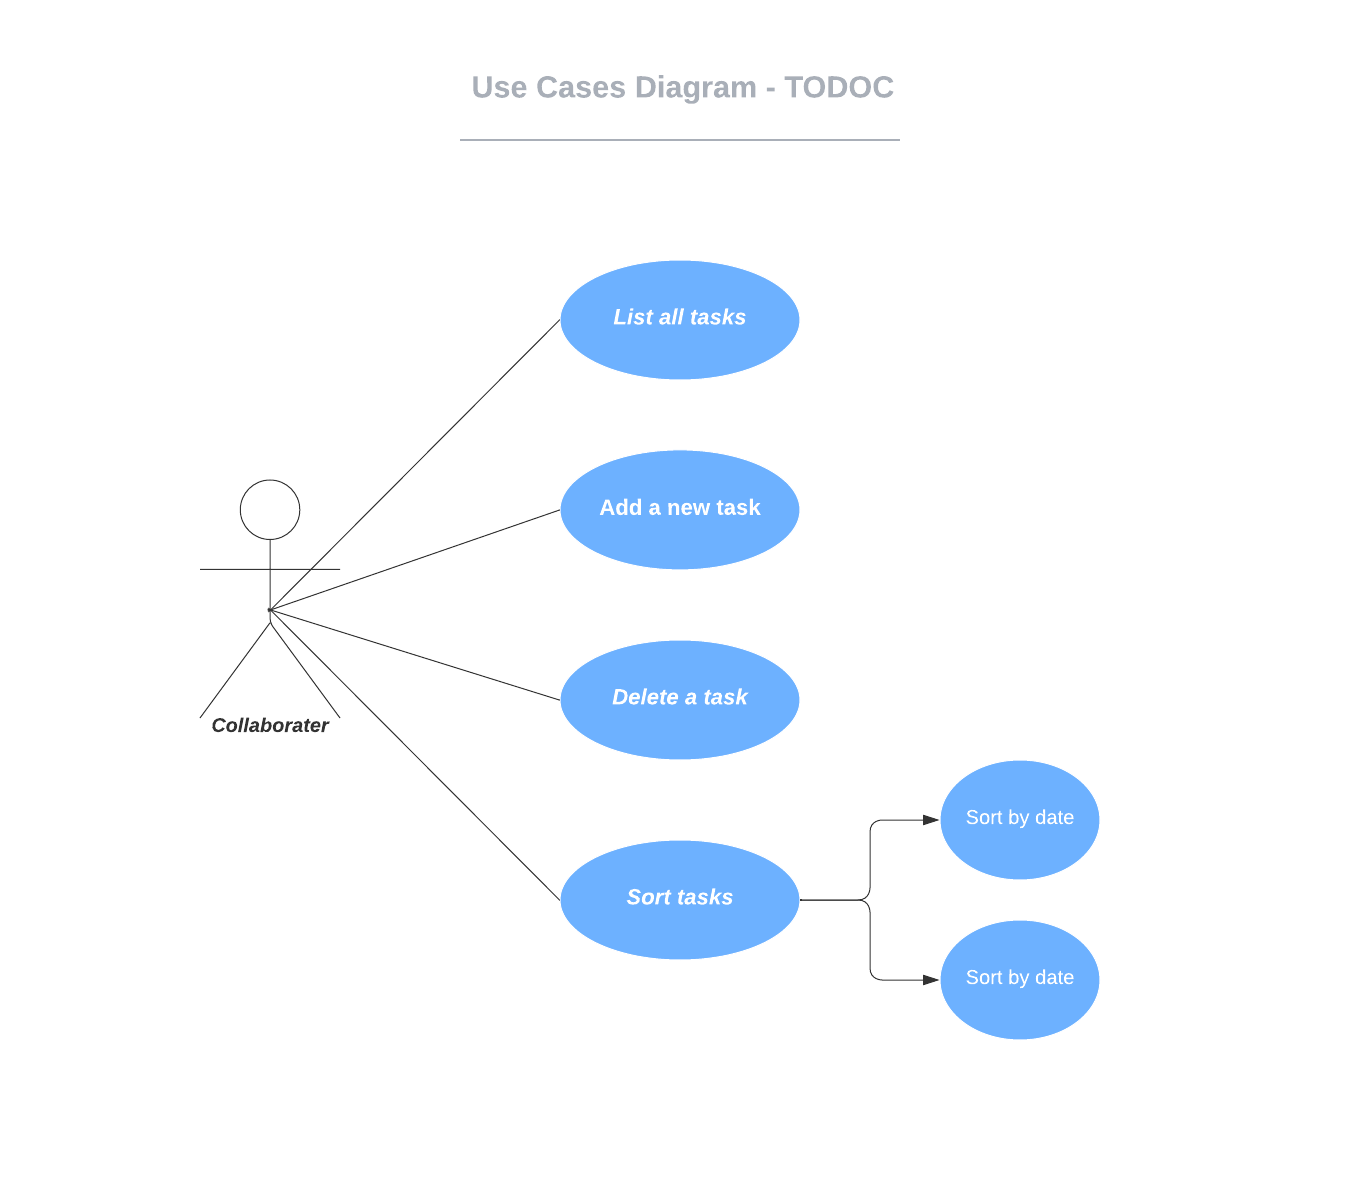 Use Cases Diagram - TODOC
List all tasks
Add a new task
Delete a task
Collaborater
Sort by date
Sort tasks
Sort by date